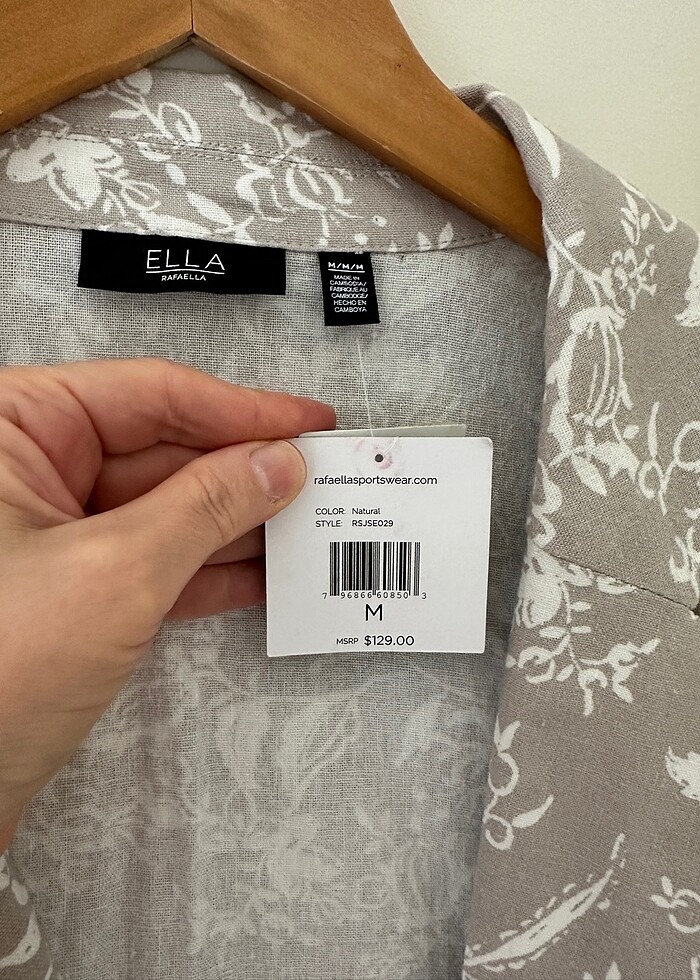 ELLA
RAFAELLA
M/M/M
MADE IN
CAMBODIA/
FABRIQUE AU
CAMBODGE/
HECHO EN
CAMBOYA
rafaellasportswear.com
COLOR: Natural
STYLE: RSJSE029
7 96866 60850 3
M
MSRP $129.00